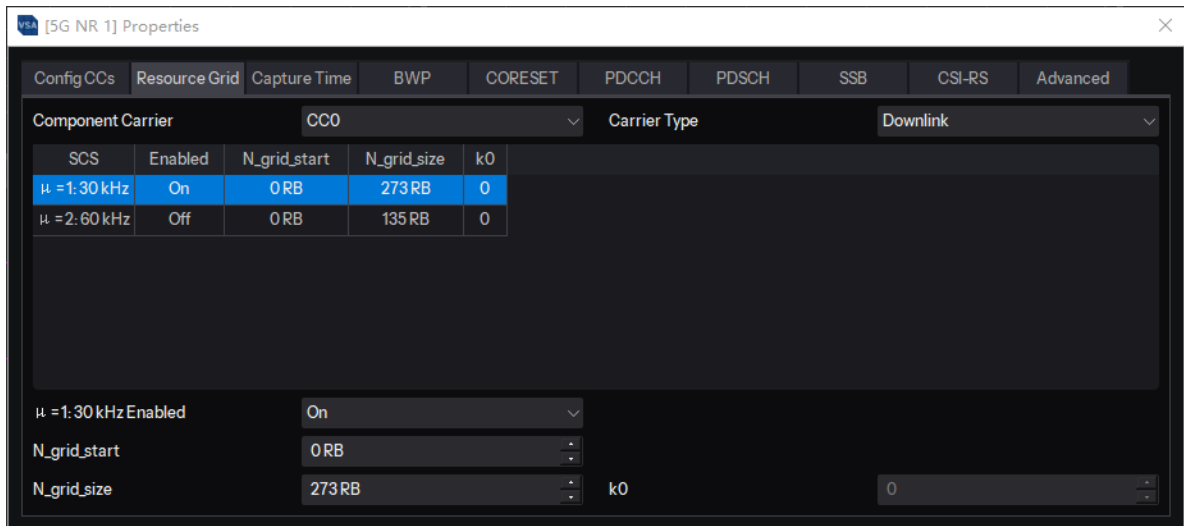 VSA [5G NR 1] Properties
Config CCs Resource Grid Capture Time BWP CORESET PDCCH PDSCH SSB CSI-RS Advanced
Component Carrier CC0 Carrier Type Downlink
SCS Enabled N_grid_start N_grid_size k0
μ =1: 30 kHz On 0 RB 273 RB 0
μ =2: 60 kHz Off 0 RB 135 RB 0
μ =1: 30 kHz Enabled On
N_grid_start 0 RB
N_grid_size 273 RB k0 0